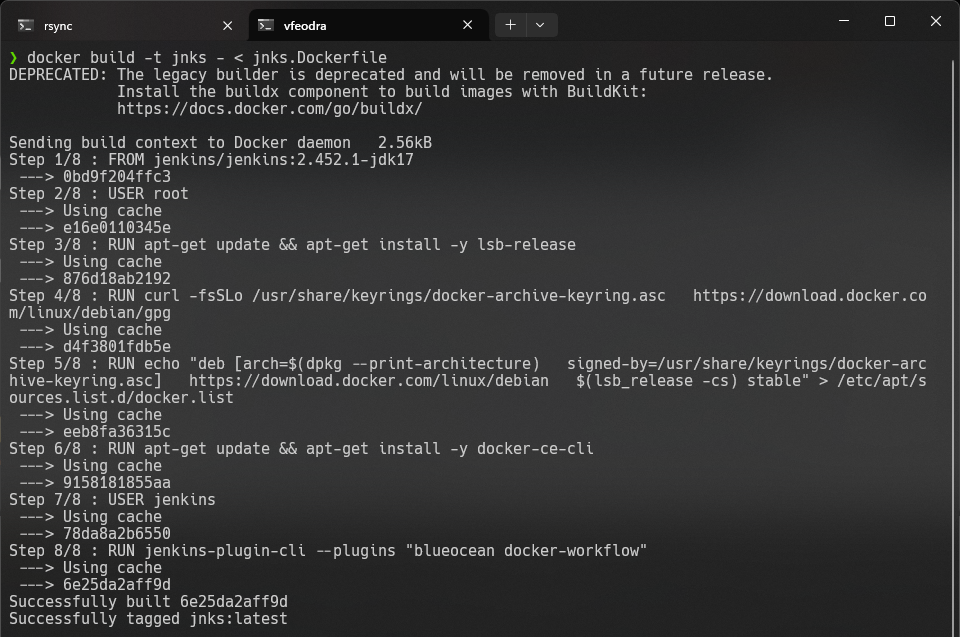 rsync
vfeodra
❯ docker build -t jnks - < jnks.Dockerfile
DEPRECATED: The legacy builder is deprecated and will be removed in a future release.
            Install the buildx component to build images with BuildKit:
            https://docs.docker.com/go/buildx/

Sending build context to Docker daemon   2.56kB
Step 1/8 : FROM jenkins/jenkins:2.452.1-jdk17
 ---> 0bd9f204ffc3
Step 2/8 : USER root
 ---> Using cache
 ---> e16e0110345e
Step 3/8 : RUN apt-get update && apt-get install -y lsb-release
 ---> Using cache
 ---> 876d18ab2192
Step 4/8 : RUN curl -fsSLo /usr/share/keyrings/docker-archive-keyring.asc   https://download.docker.co
m/linux/debian/gpg
 ---> Using cache
 ---> d4f3801fdb5e
Step 5/8 : RUN echo "deb [arch=$(dpkg --print-architecture)   signed-by=/usr/share/keyrings/docker-arc
hive-keyring.asc]   https://download.docker.com/linux/debian   $(lsb_release -cs) stable" > /etc/apt/s
ources.list.d/docker.list
 ---> Using cache
 ---> eeb8fa36315c
Step 6/8 : RUN apt-get update && apt-get install -y docker-ce-cli
 ---> Using cache
 ---> 9158181855aa
Step 7/8 : USER jenkins
 ---> Using cache
 ---> 78da8a2b6550
Step 8/8 : RUN jenkins-plugin-cli --plugins "blueocean docker-workflow"
 ---> Using cache
 ---> 6e25da2aff9d
Successfully built 6e25da2aff9d
Successfully tagged jnks:latest